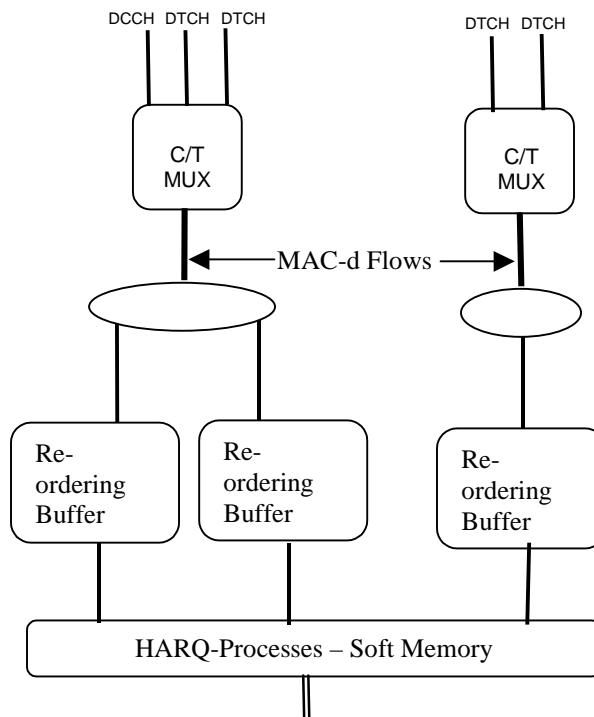 DCCH DTCH DTCH
DTCH DTCH
C/T
MUX
C/T
MUX
MAC-d Flows
Re-
ordering
Buffer
Re-
ordering
Buffer
Re-
ordering
Buffer
HARQ-Processes – Soft Memory